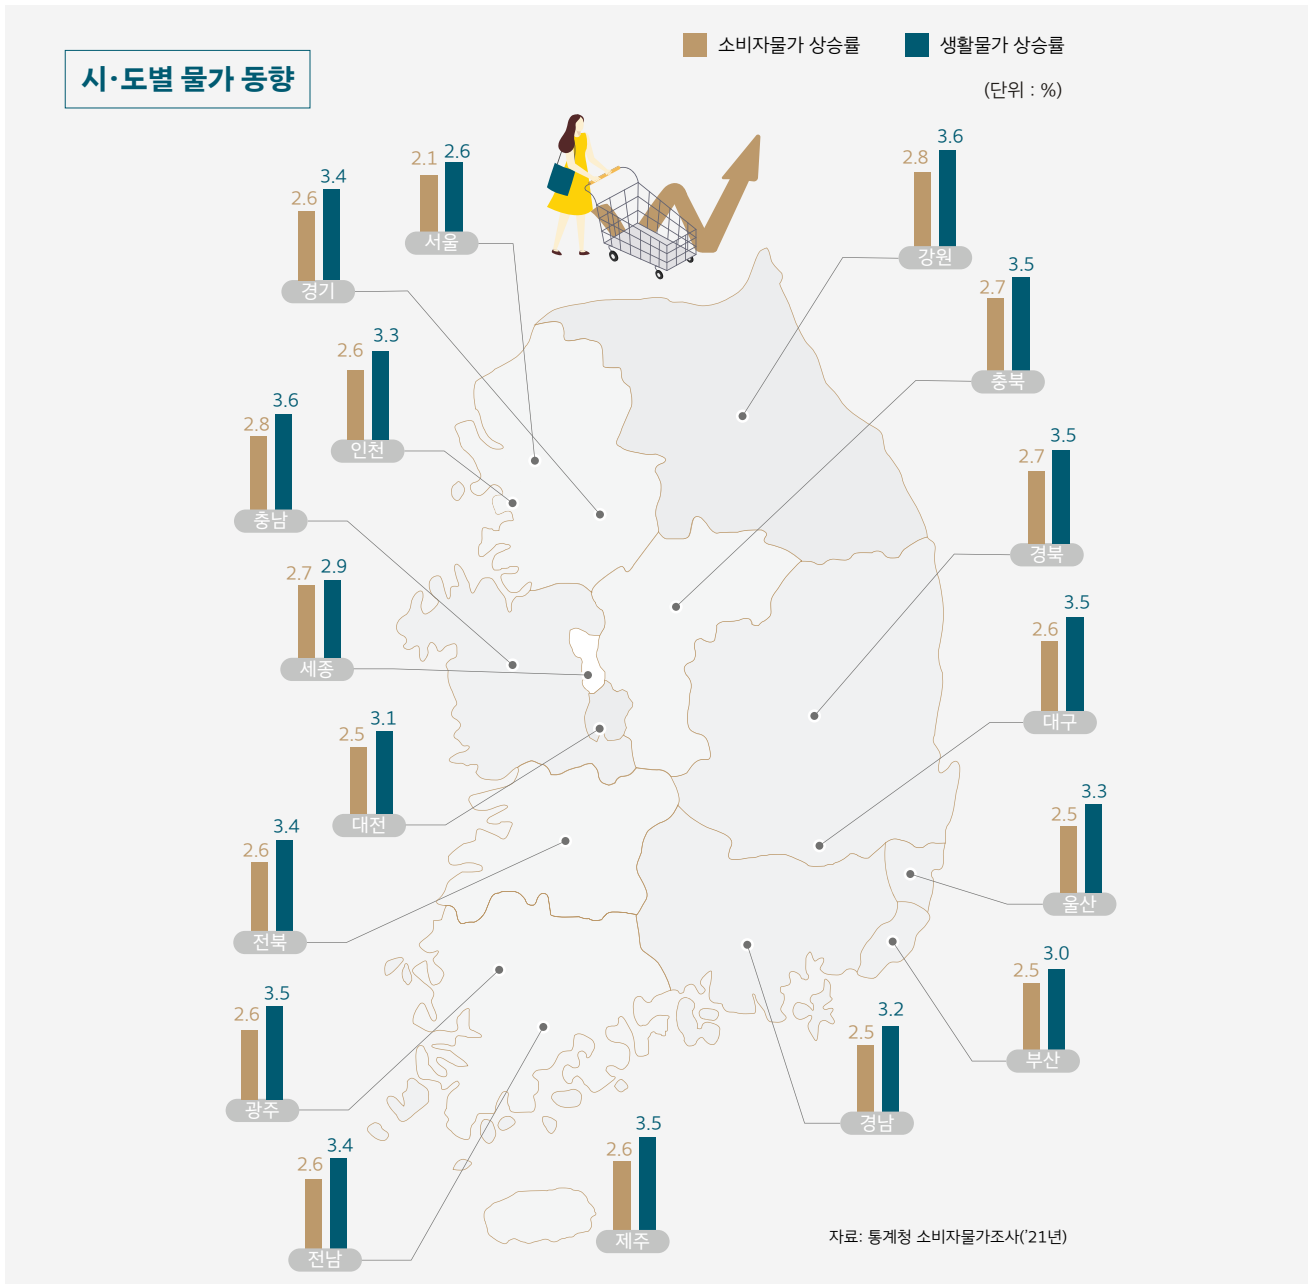 시·도별 물가 동향
소비자물가 상승률
생활물가 상승률
(단위 : %)
2.1 2.6
서울
2.6 3.4
경기
2.6 3.3
인천
2.8 3.6
충남
2.7 2.9
세종
2.5 3.1
대전
2.6 3.4
전북
2.6 3.5
광주
2.6 3.4
전남
2.8 3.6
강원
2.7 3.5
충북
2.7 3.5
경북
2.6 3.5
대구
2.5 3.3
울산
2.5 3.0
부산
2.5 3.2
경남
2.6 3.5
제주
자료: 통계청 소비자물가조사('21년)